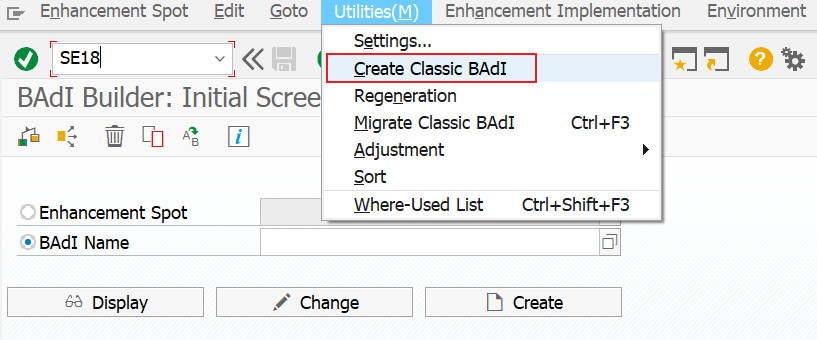 Enhancement Spot Edit Goto Utilities(M) Enhancement Implementation Environment
SE18
Settings...
Create Classic BAdI
BAdI Builder: Initial Scree
Regeneration
Migrate Classic BAdI Ctrl+F3
Adjustment
Sort
Where-Used List Ctrl+Shift+F3
Enhancement Spot
BAdI Name
Display Change Create